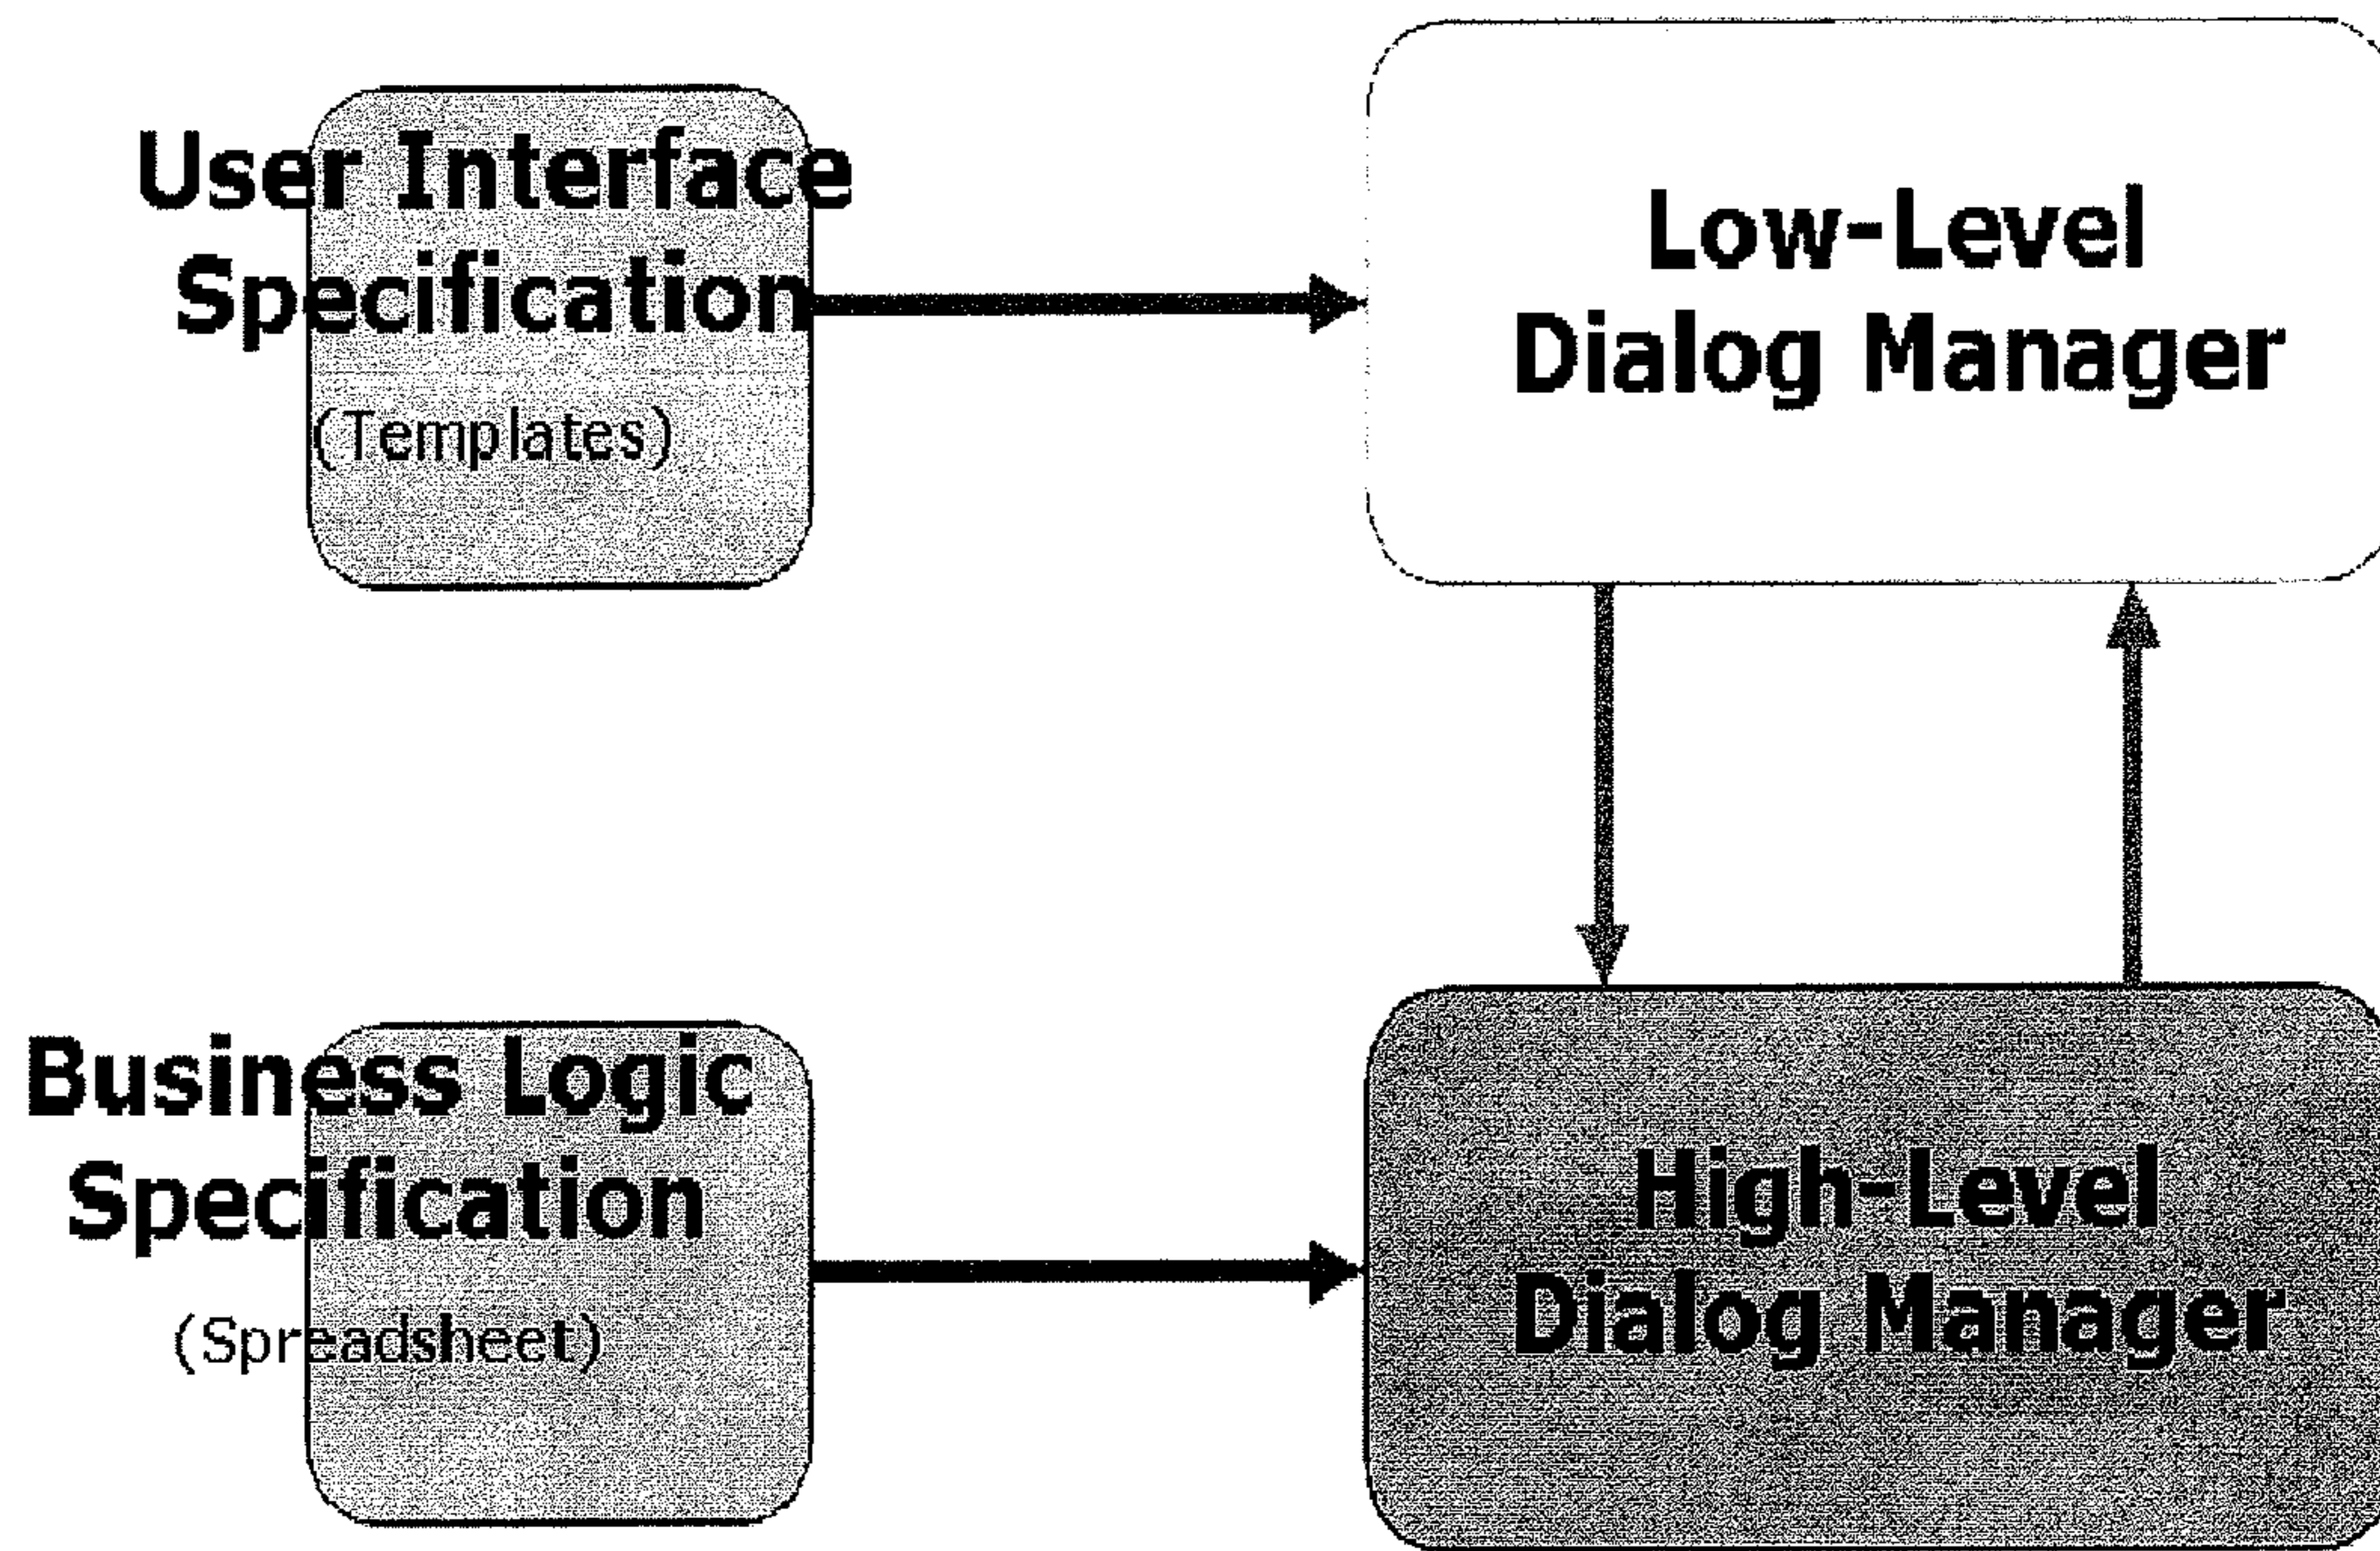 User Interface
Specification
(Templates)
Low-Level
Dialog Manager
Business Logic
Specification
(Spreadsheet)
High-Level
Dialog Manager